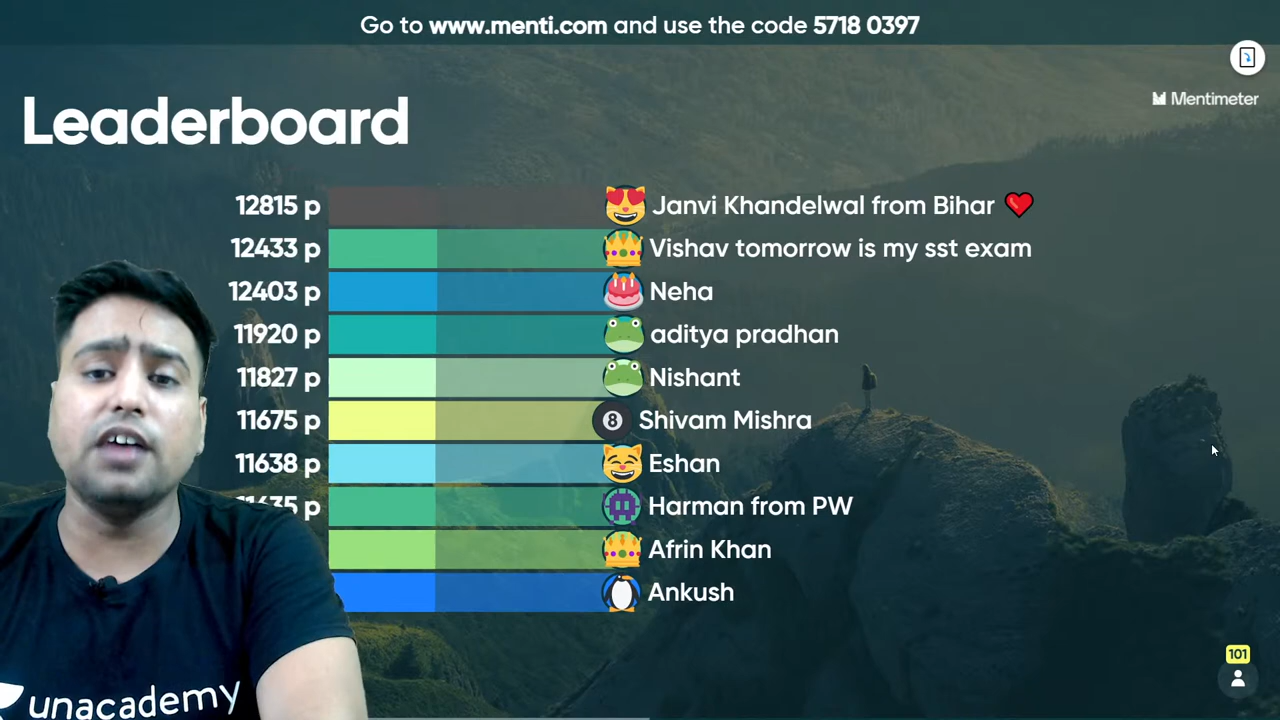 Go to www.menti.com and use the code 5718 0397
Mentimeter
Leaderboard
12815 p Janvi Khandelwal from Bihar ❤️
12433 p Vishav tomorrow is my sst exam
12403 p Neha
11920 p aditya pradhan
11827 p Nishant
11675 p 8 Shivam Mishra
11638 p Eshan
p Harman from PW
Afrin Khan
Ankush
unacademy
101